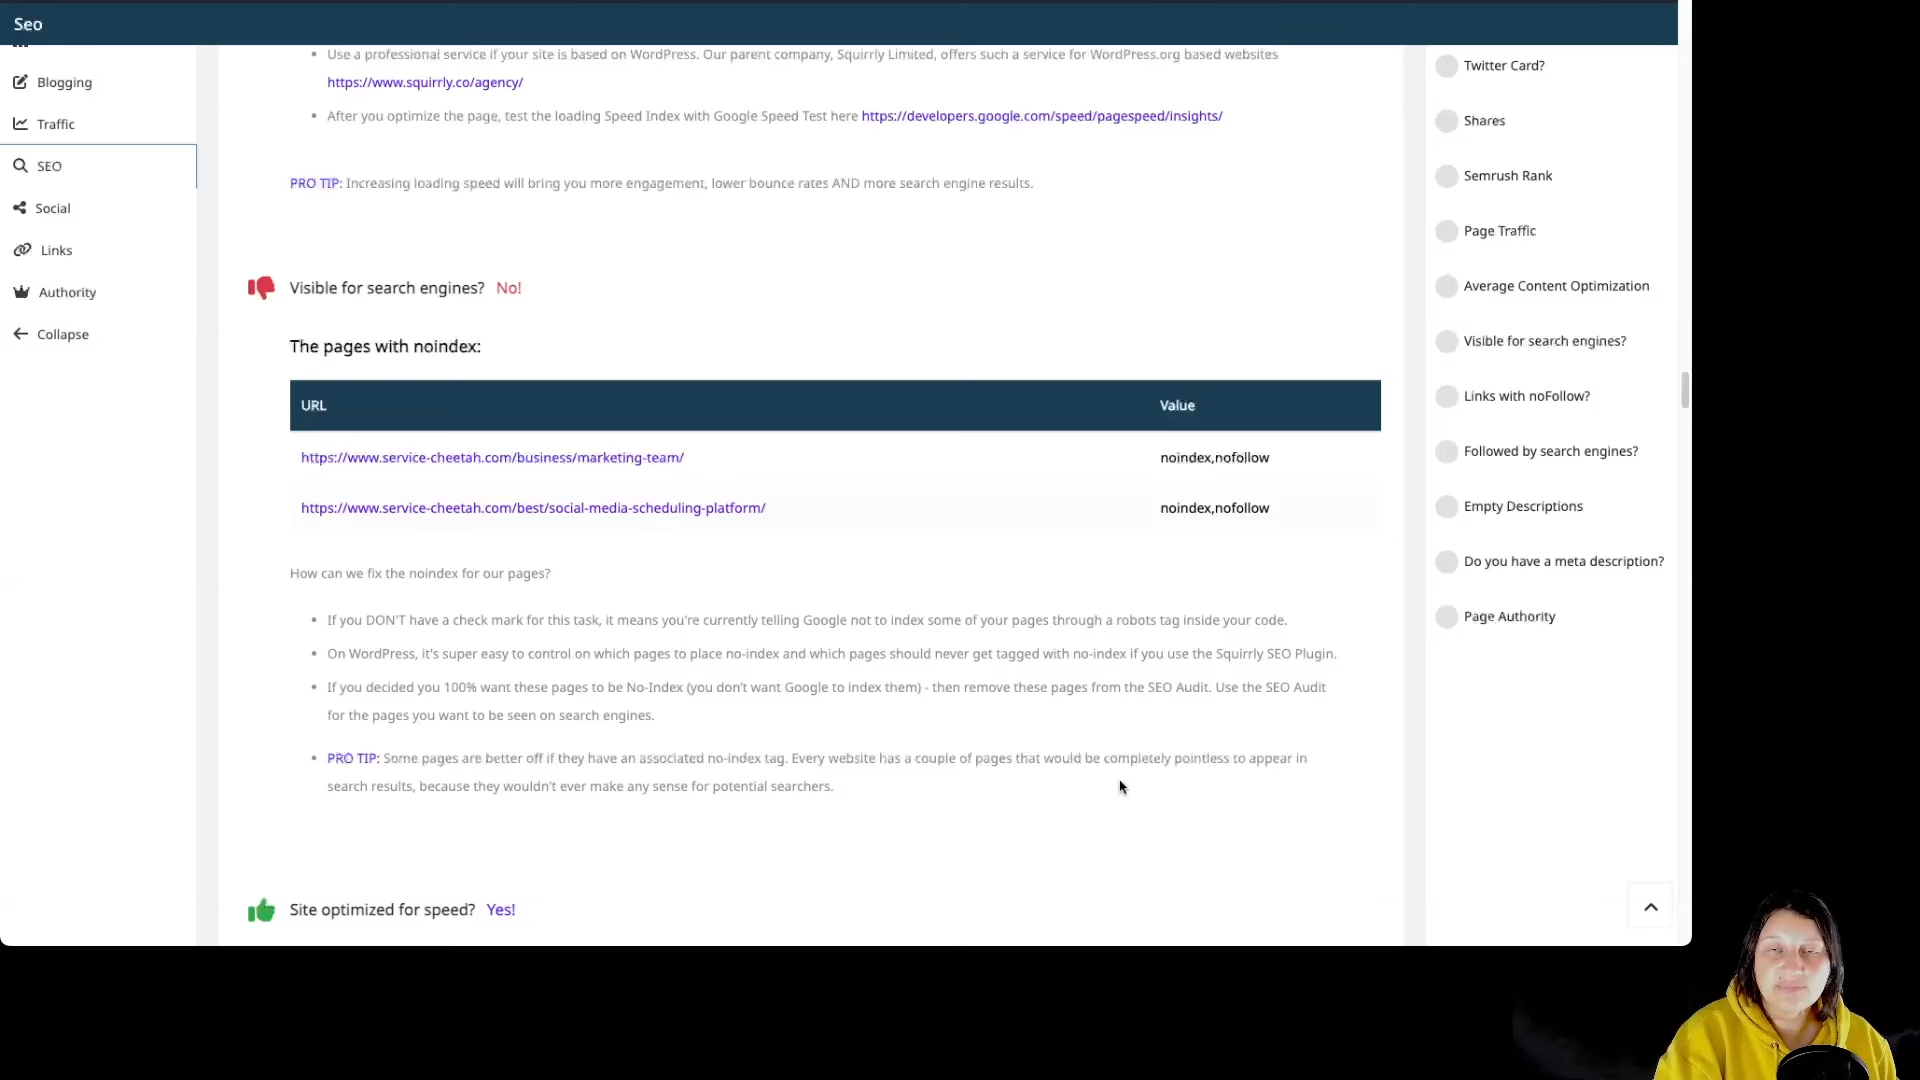 Seo
Blogging
Traffic
SEO
Social
Links
Authority
Collapse
Use a professional service if your site is based on WordPress. Our parent company, Squirrly Limited, offers such a service for WordPress.org based websites
https://www.squirrly.co/agency/
After you optimize the page, test the loading Speed Index with Google Speed Test here https://developers.google.com/speed/pagespeed/insights/
PRO TIP: Increasing loading speed will bring you more engagement, lower bounce rates AND more search engine results.
Visible for search engines? No!
The pages with noindex:
URL Value
https://www.service-cheetah.com/business/marketing-team/ noindex,nofollow
https://www.service-cheetah.com/best/social-media-scheduling-platform/ noindex,nofollow
How can we fix the noindex for our pages?
If you DON'T have a check mark for this task, it means you're currently telling Google not to index some of your pages through a robots tag inside your code.
On WordPress, it's super easy to control on which pages to place no-index and which pages should never get tagged with no-index if you use the Squirrly SEO Plugin.
If you decided you 100% want these pages to be No-Index (you don't want Google to index them) - then remove these pages from the SEO Audit. Use the SEO Audit
for the pages you want to be seen on search engines.
PRO TIP: Some pages are better off if they have an associated no-index tag. Every website has a couple of pages that would be completely pointless to appear in
search results, because they wouldn't ever make any sense for potential searchers.
Site optimized for speed? Yes!
Twitter Card?
Shares
Semrush Rank
Page Traffic
Average Content Optimization
Visible for search engines?
Links with noFollow?
Followed by search engines?
Empty Descriptions
Do you have a meta description?
Page Authority